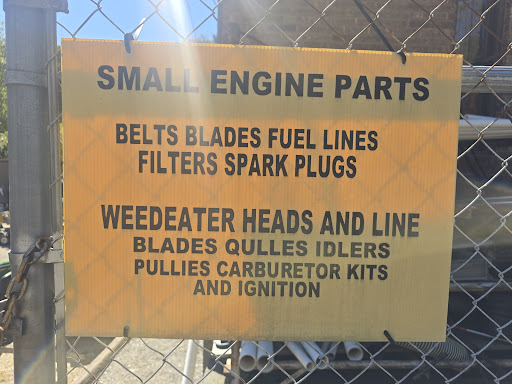 SMALL ENGINE PARTS
BELTS BLADES FUEL LINES
FILTERS SPARK PLUGS
WEEDEATER HEADS AND LINE
BLADES QULLES IDLERS
PULLIES CARBURETOR KITS
AND IGNITION